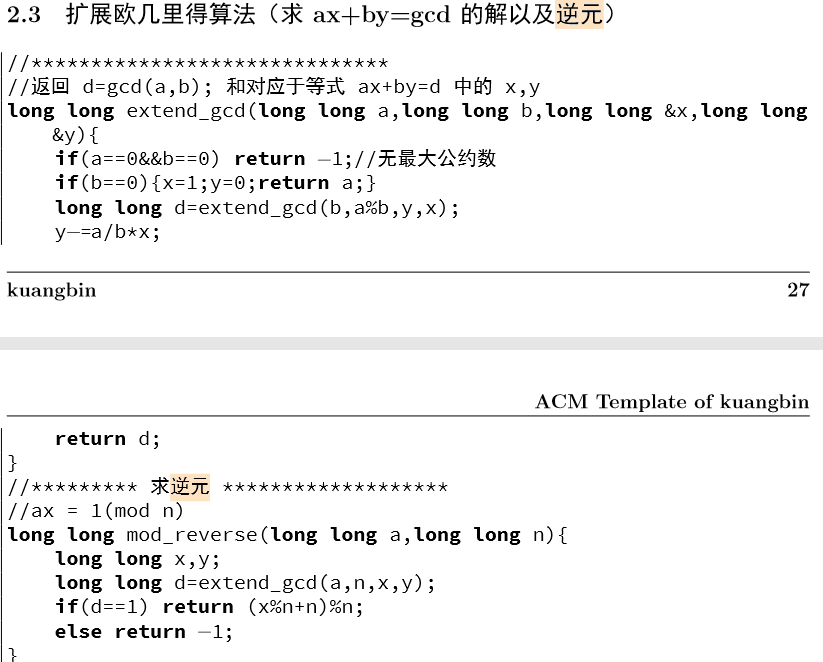 2.3 扩展欧几里得算法（求 ax+by=gcd 的解以及逆元）
//******************************
//返回 d=gcd(a,b); 和对应于等式 ax+by=d 中的 x,y
long long extend_gcd(long long a,long long b,long long &x,long long
&y){
if(a==0&&b==0) return −1;//无最大公约数
if(b==0){x=1;y=0;return a;}
long long d=extend_gcd(b,a%b,y,x);
y−=a/b*x;
kuangbin 27
ACM Template of kuangbin
return d;
}
//********* 求逆元 *******************
//ax = 1(mod n)
long long mod_reverse(long long a,long long n){
long long x,y;
long long d=extend_gcd(a,n,x,y);
if(d==1) return (x%n+n)%n;
else return −1;
}